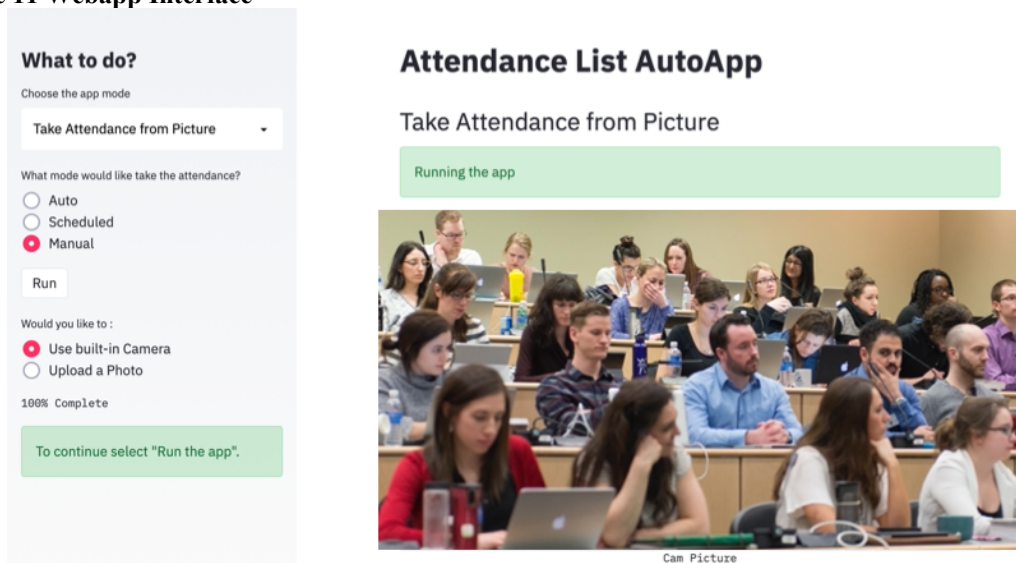 Webapp Interface
What to do?
Choose the app mode
Take Attendance from Picture
What mode would like take the attendance?
Auto
Scheduled
Manual
Run
Would you like to :
Use built-in Camera
Upload a Photo
100% Complete
To continue select "Run the app".
Attendance List AutoApp
Take Attendance from Picture
Running the app
Cam Picture